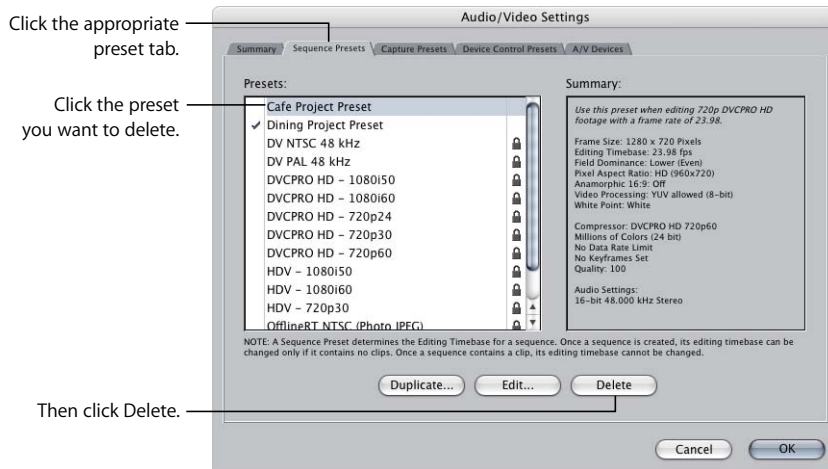 Click the appropriate
preset tab.
Click the preset
you want to delete.
Then click Delete.
Audio/Video Settings
Summary
Sequence Presets
Capture Presets
Device Control Presets
A/V Devices
Presets:
Cafe Project Preset
Dining Project Preset
DV NTSC 48 kHz
DV PAL 48 kHz
DVCPRO HD – 1080i50
DVCPRO HD – 1080i60
DVCPRO HD – 720p24
DVCPRO HD – 720p30
DVCPRO HD – 720p60
HDV – 1080i50
HDV – 1080i60
HDV – 720p30
OfflineRT NTSC (Photo JPEG)
Summary:
Use this preset when editing 720p DVCPRO HD
footage with a frame rate of 23.98.
Frame Size: 1280 x 720 Pixels
Editing Timebase: 23.98 fps
Field Dominance: Lower (Even)
Pixel Aspect Ratio: HD (960x720)
Anamorphic 16:9: Off
Video Processing: YUV allowed (8-bit)
White Point: White
Compressor: DVCPRO HD 720p60
Millions of Colors (24 bit)
No Data Rate Limit
No Keyframes Set
Quality: 100
Audio Settings:
16-bit 48.000 kHz Stereo
NOTE: A Sequence Preset determines the Editing Timebase for a sequence. Once a sequence is created, its editing timebase can be
changed only if it contains no clips. Once a sequence contains a clip, its editing timebase cannot be changed.
Duplicate...
Edit...
Delete
Cancel
OK